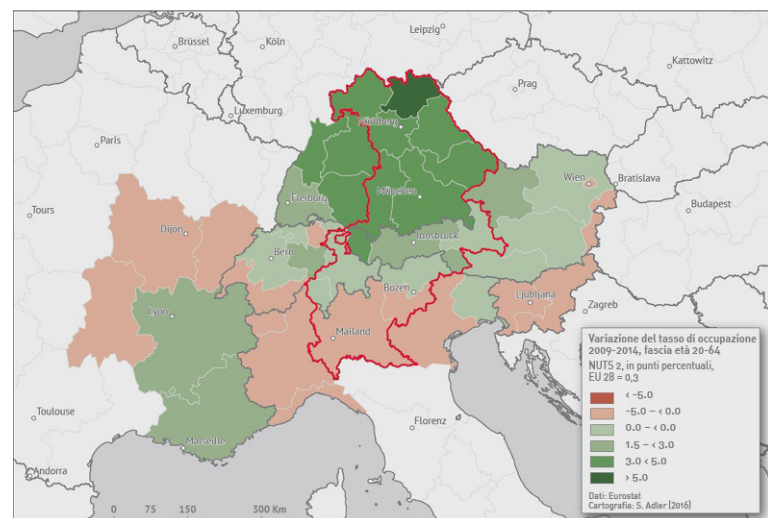 Leipzig
Brüssel
Köln
Kattowitz
Prag
Luxemburg
Nürnberg
Paris
Wien
Bratislava
München
Freiburg
Budapest
Tours
Dijon
Innsbruck
Bern
Bozen
Ljubljana
Zagreb
Lyon
Mailand
Variazione del tasso di occupazione
2009-2014, fascia età 20-64
NUTS 2, in punti percentuali,
EU 28 = 0,3
< -5.0
-5.0 – < 0.0
0.0 – < 0.0
1.5 – < 3.0
3.0 < 5.0
> 5.0
Dati: Eurostat
Cartografia: S. Adler (2016)
Toulouse
Florenz
Marseille
Andorra
0 75 150 300 Km